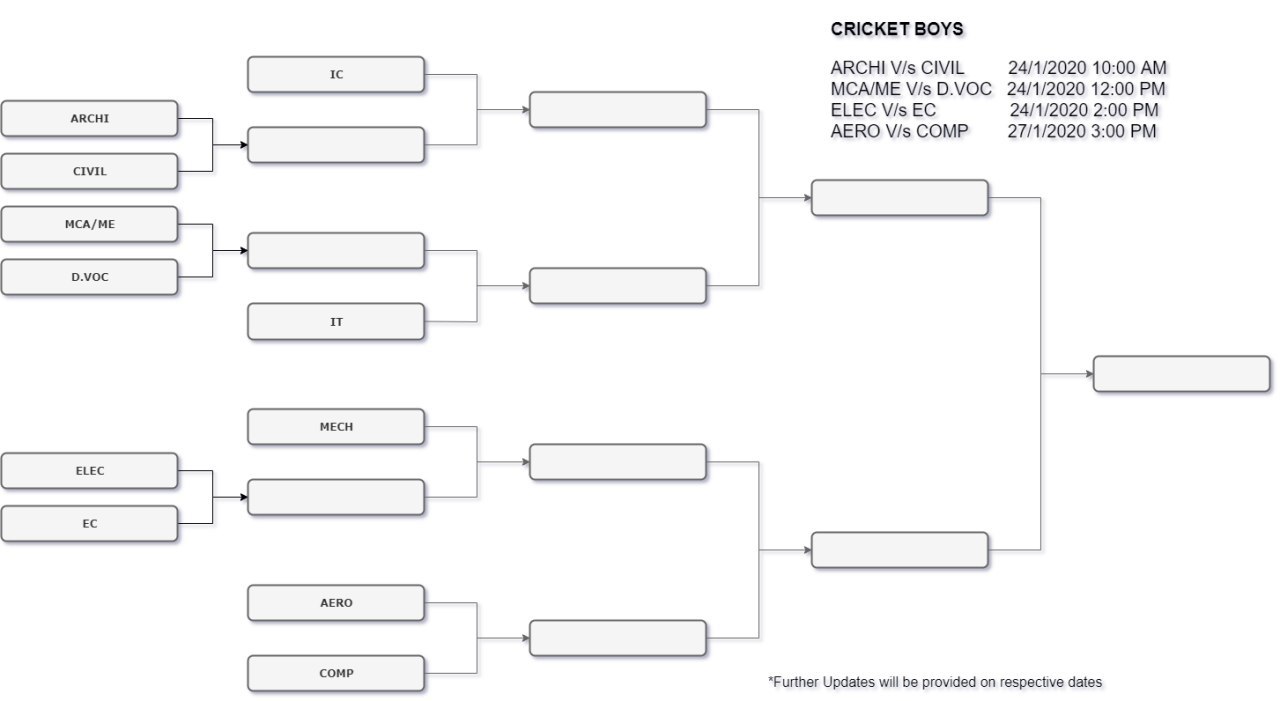 CRICKET BOYS
ARCHI V/s CIVIL 24/1/2020 10:00 AM
MCA/ME V/s D.VOC 24/1/2020 12:00 PM
ELEC V/s EC 24/1/2020 2:00 PM
AERO V/s COMP 27/1/2020 3:00 PM
IC
ARCHI
CIVIL
MCA/ME
D.VOC
IT
MECH
ELEC
EC
AERO
COMP
*Further Updates will be provided on respective dates